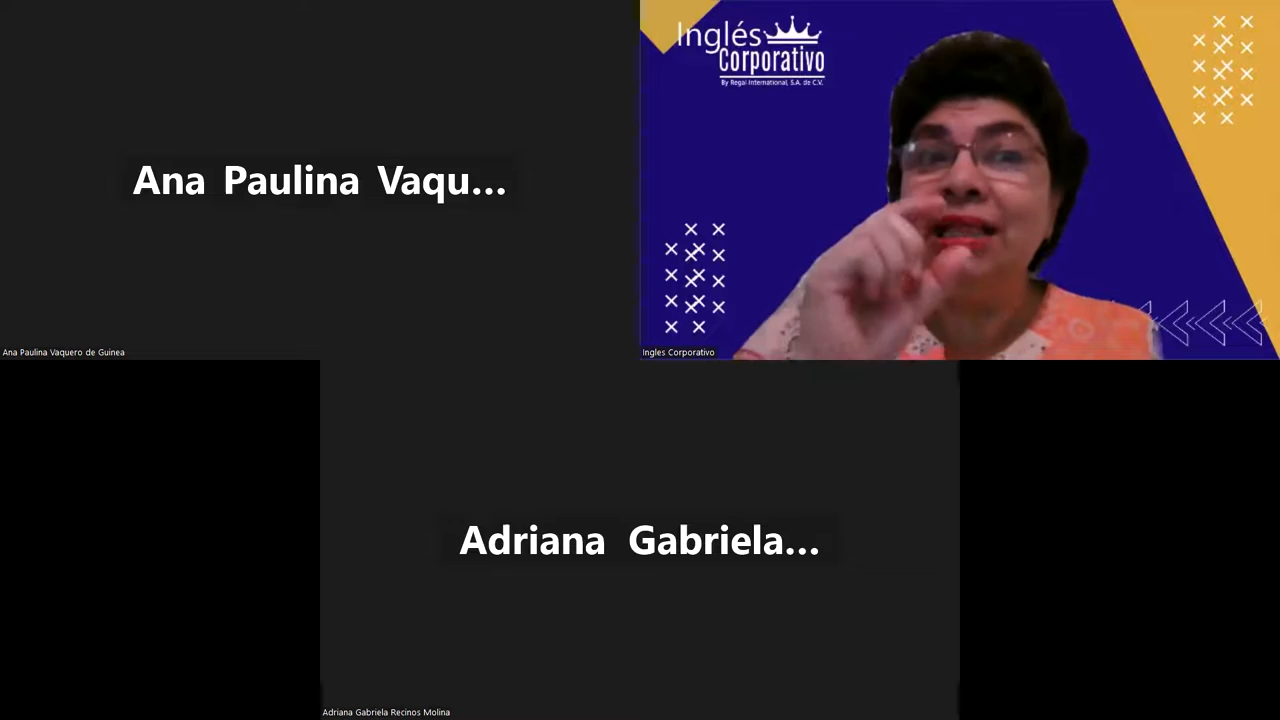 Ana Paulina Vaqu...
Ana Paulina Vaquero de Guinea
Inglés
Corporativo
By Regal International, S.A. de C.V.
Ingles Corporativo
Adriana Gabriela...
Adriana Gabriela Recinos Molina